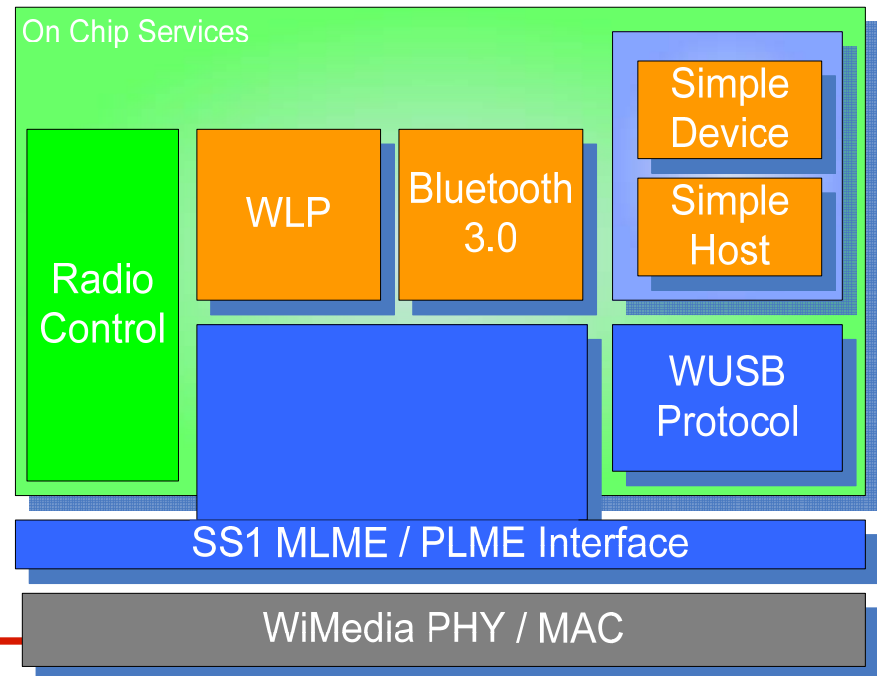 On Chip Services
Simple
Device
Simple
Host
WLP
Bluetooth
3.0
Radio
Control
WUSB
Protocol
SS1 MLME / PLME Interface
WiMedia PHY / MAC